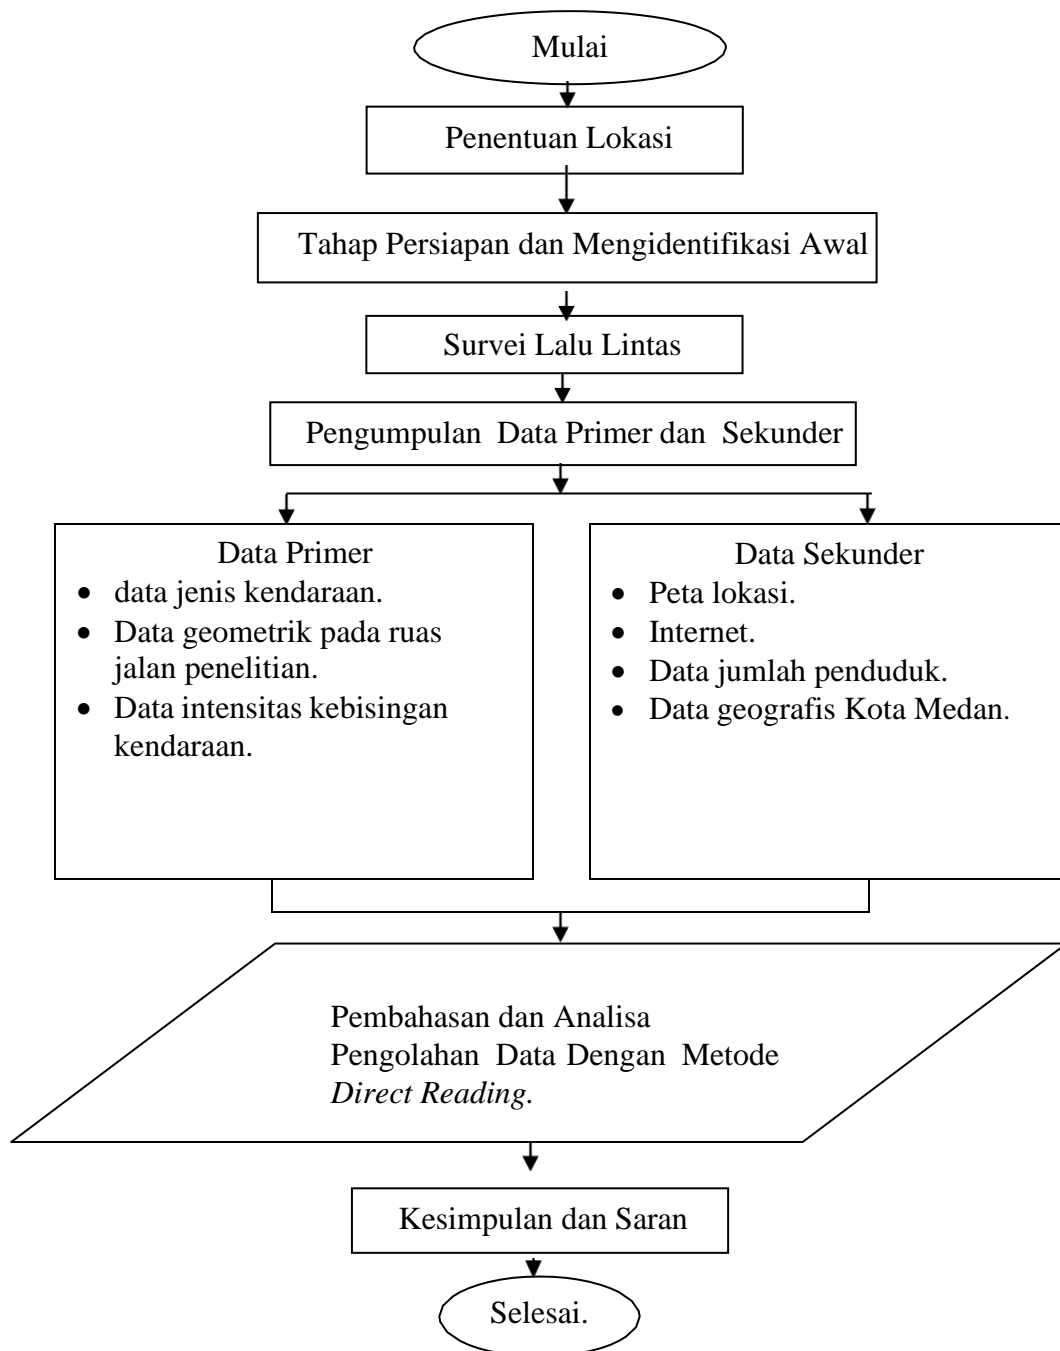 Mulai
Penentuan Lokasi
Tahap Persiapan dan Mengidentifikasi Awal
Survei Lalu Lintas
Pengumpulan Data Primer dan Sekunder
Data Primer
• data jenis kendaraan.
• Data geometrik pada ruas
jalan penelitian.
• Data intensitas kebisingan
kendaraan.
Data Sekunder
• Peta lokasi.
• Internet.
• Data jumlah penduduk.
• Data geografis Kota Medan.
Pembahasan dan Analisa
Pengolahan Data Dengan Metode
Direct Reading.
Kesimpulan dan Saran
Selesai.